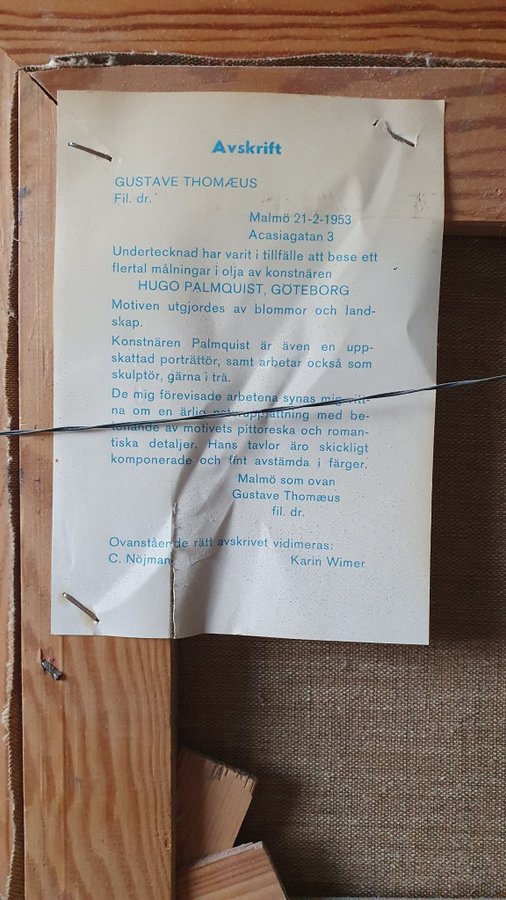 Avskrift
GUSTAVE THOMÆUS
Fil. dr.
Malmö 21-2-1953
Acasiagatan 3
Undertecknad har varit i tillfälle att bese ett
flertal målningar i olja av konstnären
HUGO PALMQUIST, GÖTEBORG
Motiven utgjordes av blommor och land-
skap.
Konstnären Palmquist är även en upp-
skattad porträttör, samt arbetar också som
skulptör, gärna i trä.
De mig förevisade arbetena synas mig vitt-
na om en ärlig naturuppfattning med be-
tonande av motivets pittoreska och roman-
tiska detaljer. Hans tavlor äro skickligt
komponerade och fint avstämda i färger.
Malmö som ovan
Gustave Thomæus
fil. dr.
Ovanstående rätt avskrivet vidimeras:
C. Nöjman Karin Wimer